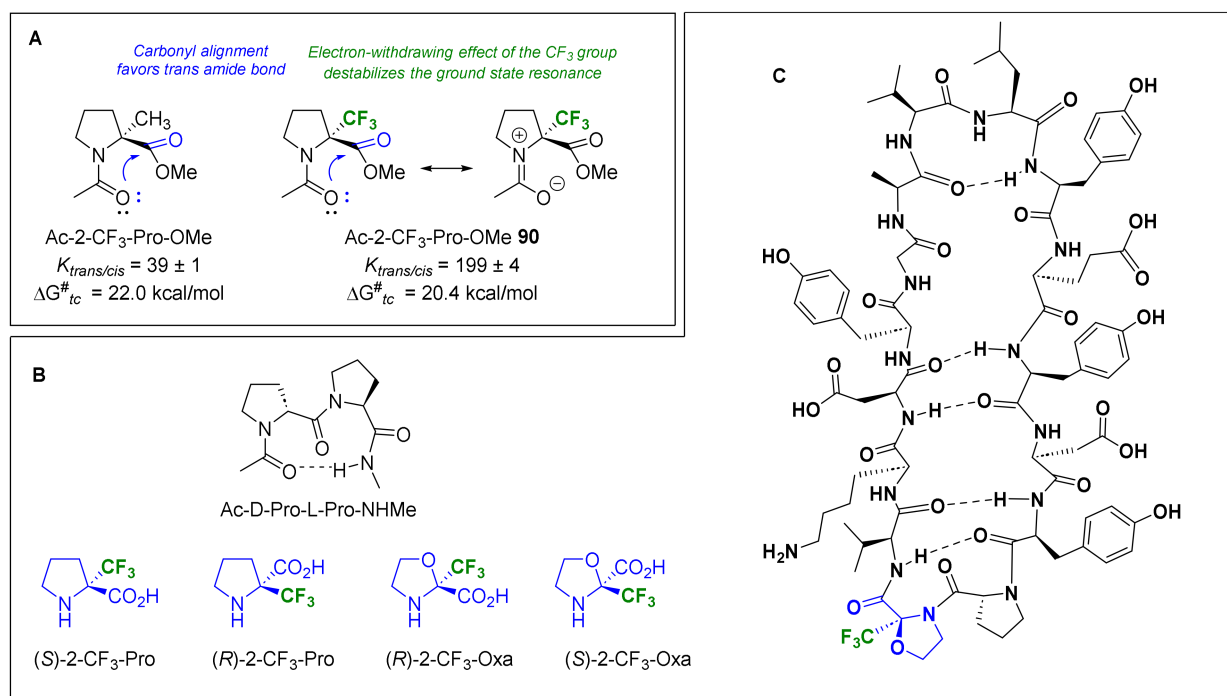 A
Carbonyl alignment
favors trans amide bond
Electron-withdrawing effect of the CF3 group
destabilizes the ground state resonance
CH3
O
N
OMe
O
CF3
O
N
OMe
O
CF3
O
N
OMe
O
Ac-2-CF3-Pro-OMe
Ktrans/cis = 39 ± 1
ΔG#tc = 22.0 kcal/mol
Ac-2-CF3-Pro-OMe 90
Ktrans/cis = 199 ± 4
ΔG#tc = 20.4 kcal/mol
B
N
N
O
O
O
H
N
Ac-D-Pro-L-Pro-NHMe
CF3
CO2H
N
H
(S)-2-CF3-Pro
CO2H
CF3
N
H
(R)-2-CF3-Pro
O
CF3
CO2H
N
H
(R)-2-CF3-Oxa
O
CO2H
CF3
N
H
(S)-2-CF3-Oxa
C
O
NH
O
OH
HN
O
O
H
N
NH
O
O
NH
O
OH
HO
O
NH
O
HN
O
H
N
OH
O
HO
O
N
H
O
NH
O
OH
O
HN
O
H
N
O
OH
H2N
N
H
O
O
O
N
N
F3C
O